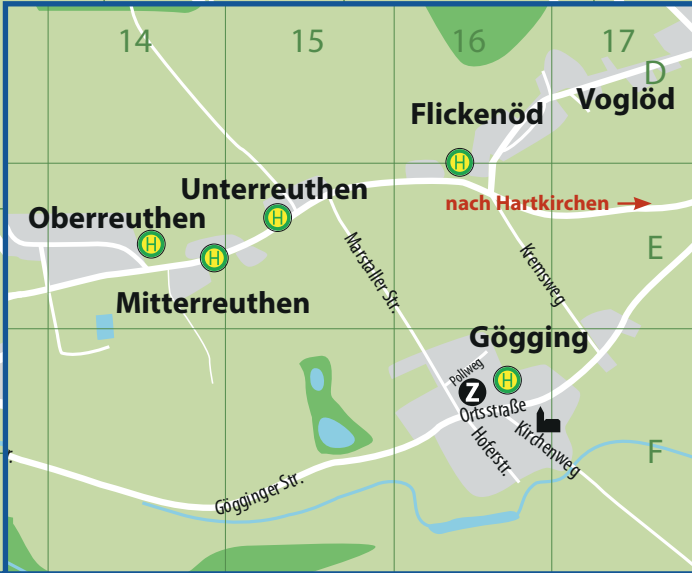 14
15
16
17
D
Voglöd
Flickenöd
H
Unterreuthen
nach Hartkirchen
Oberreuthen
H
H
H
E
Marstaller Str.
Kremsweg
Mitterreuthen
Gögging
Pollweg
H
Z
Ortsstraße
Kirchenweg
Hoferstr.
F
r.
Gögginger Str.